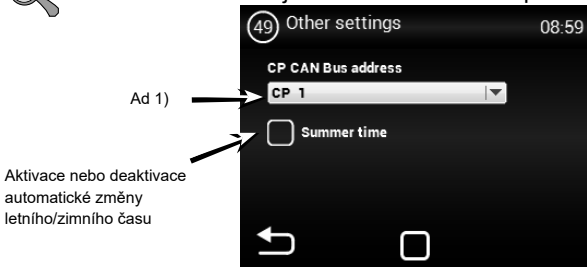 49 Other settings 08:59
CP CAN Bus address
CP 1
Ad 1)
Summer time
Aktivace nebo deaktivace
automatické změny
letního/zimního času